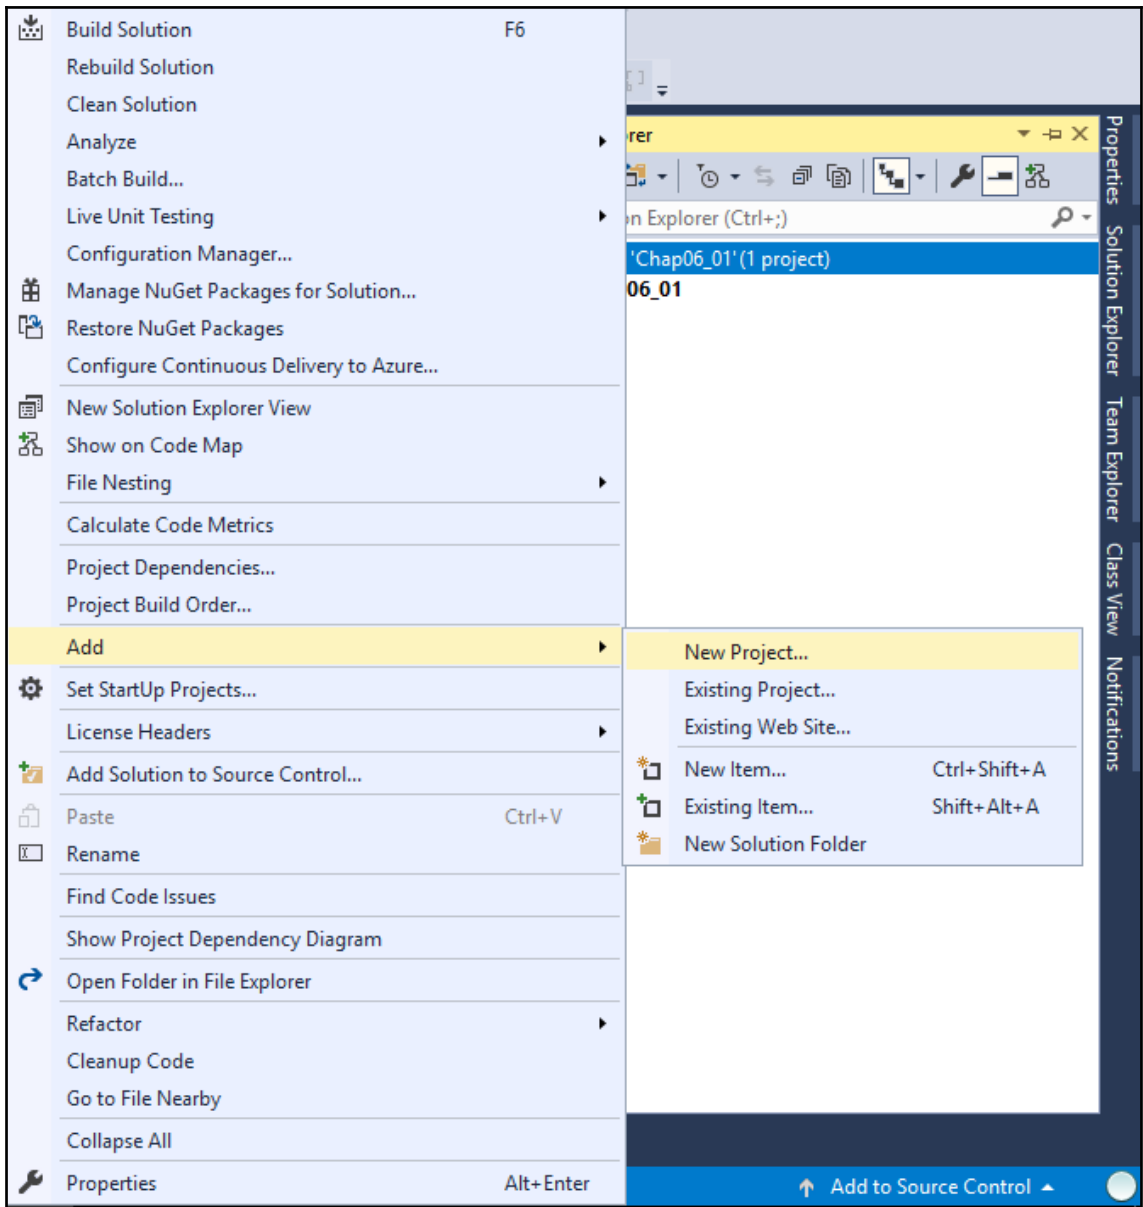 Build Solution F6
Rebuild Solution
Clean Solution
Analyze
Batch Build...
Live Unit Testing
Configuration Manager...
Manage NuGet Packages for Solution...
Restore NuGet Packages
Configure Continuous Delivery to Azure...
New Solution Explorer View
Show on Code Map
File Nesting
Calculate Code Metrics
Project Dependencies...
Project Build Order...
Add
Set StartUp Projects...
License Headers
Add Solution to Source Control...
Paste Ctrl+V
Rename
Find Code Issues
Show Project Dependency Diagram
Open Folder in File Explorer
Refactor
Cleanup Code
Go to File Nearby
Collapse All
Properties Alt+Enter
New Project...
Existing Project...
Existing Web Site...
New Item... Ctrl+Shift+A
Existing Item... Shift+Alt+A
New Solution Folder
rer
on Explorer (Ctrl+;)
'Chap06_01' (1 project)
06_01
Properties
Solution Explorer
Team Explorer
Class View
Notifications
Add to Source Control